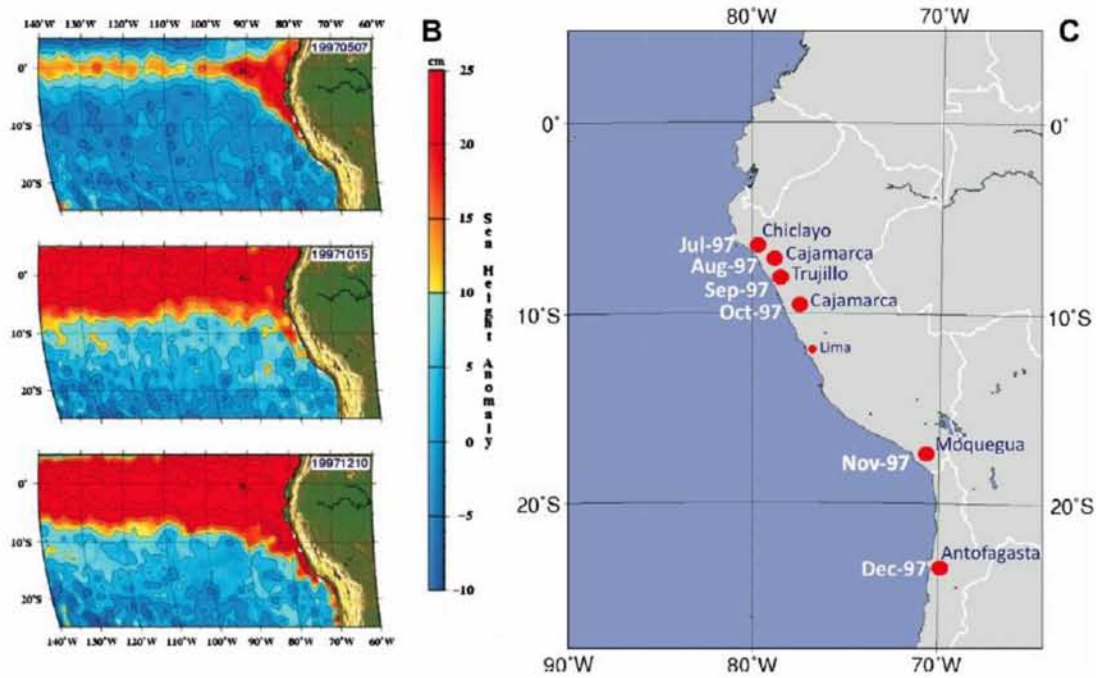 140°W 130°W 120°W 110°W 100°W 90°W 80°W 70°W 60°W
B
19970507
0°
10°S
20°S
19971015
0°
10°S
20°S
19971210
0°
10°S
20°S
140°W 130°W 120°W 110°W 100°W 90°W 80°W 70°W 60°W
cm
25
20
15
10
5
0
−5
−10
Sea Height Anomaly
80°W 70°W
C
0° 0°
Chiclayo
Jul-97
Cajamarca
Aug-97
Trujillo
Sep-97
Cajamarca
Oct-97
10°S 10°S
Lima
Moquegua
Nov-97
20°S 20°S
Antofagasta
Dec-97
90°W 80°W 70°W